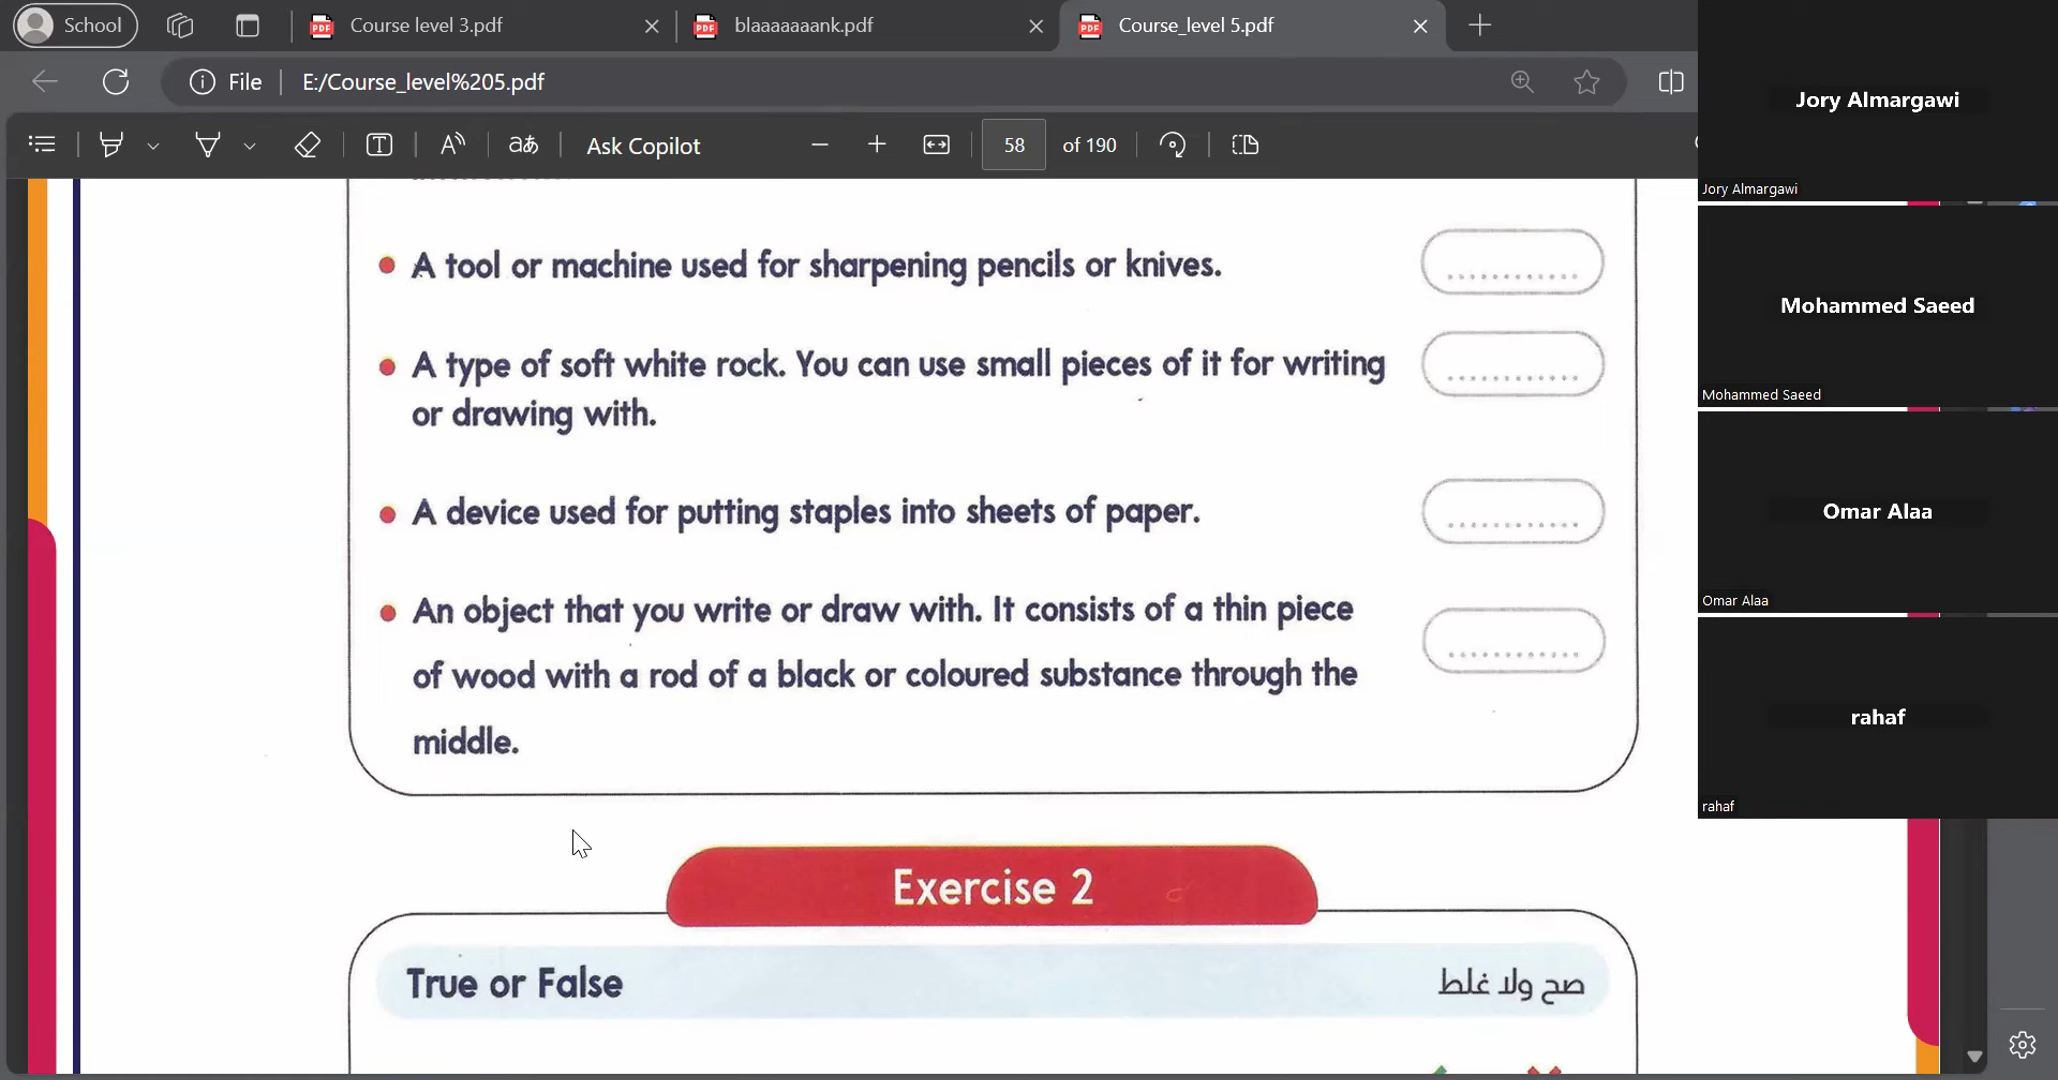 School
Course level 3.pdf
blaaaaaaank.pdf
Course_level 5.pdf
File
E:/Course_level%205.pdf
Ask Copilot
58
of 190
A tool or machine used for sharpening pencils or knives.
A type of soft white rock. You can use small pieces of it for writing
or drawing with.
A device used for putting staples into sheets of paper.
An object that you write or draw with. It consists of a thin piece
of wood with a rod of a black or coloured substance through the
middle.
Exercise 2
True or False
صح ولا غلط
Jory Almargawi
Jory Almargawi
Mohammed Saeed
Mohammed Saeed
Omar Alaa
Omar Alaa
rahaf
rahaf